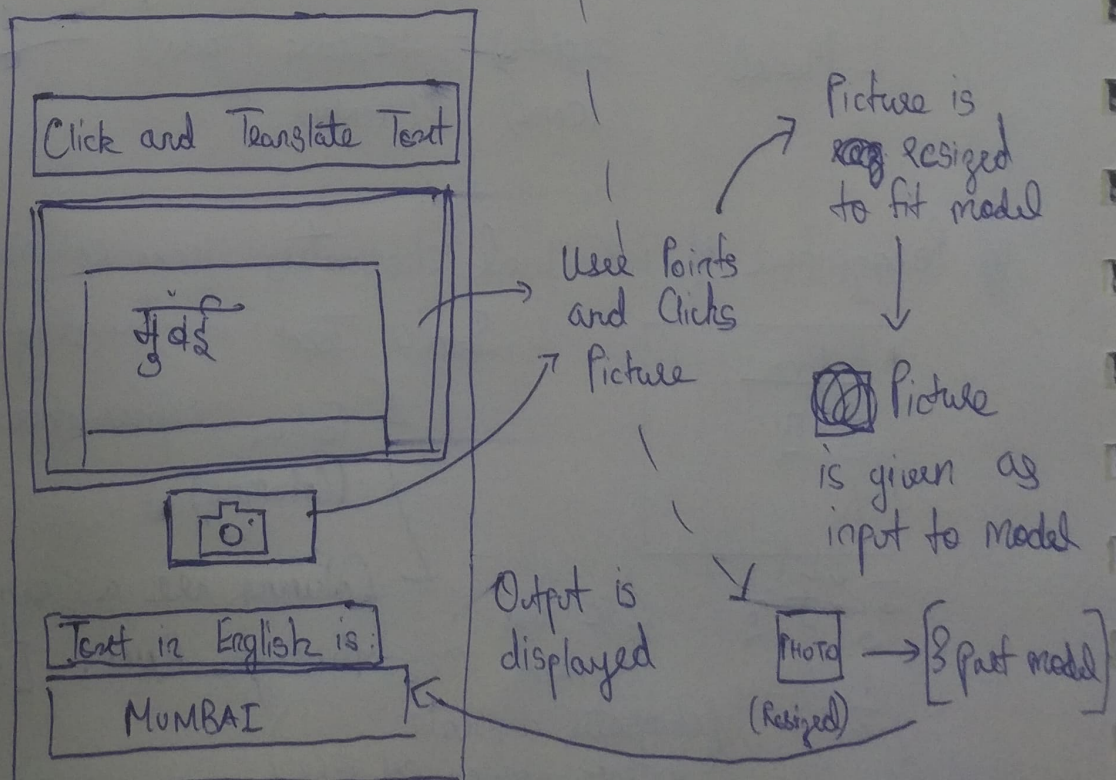 Click and Translate Text
मुंबई
Text in English is:
MUMBAI
User Points
and Clicks
Picture
Picture is
resized
to fit model
Picture
is given as
input to model
Output is
displayed
PHOTO
(Resized)
3 part model